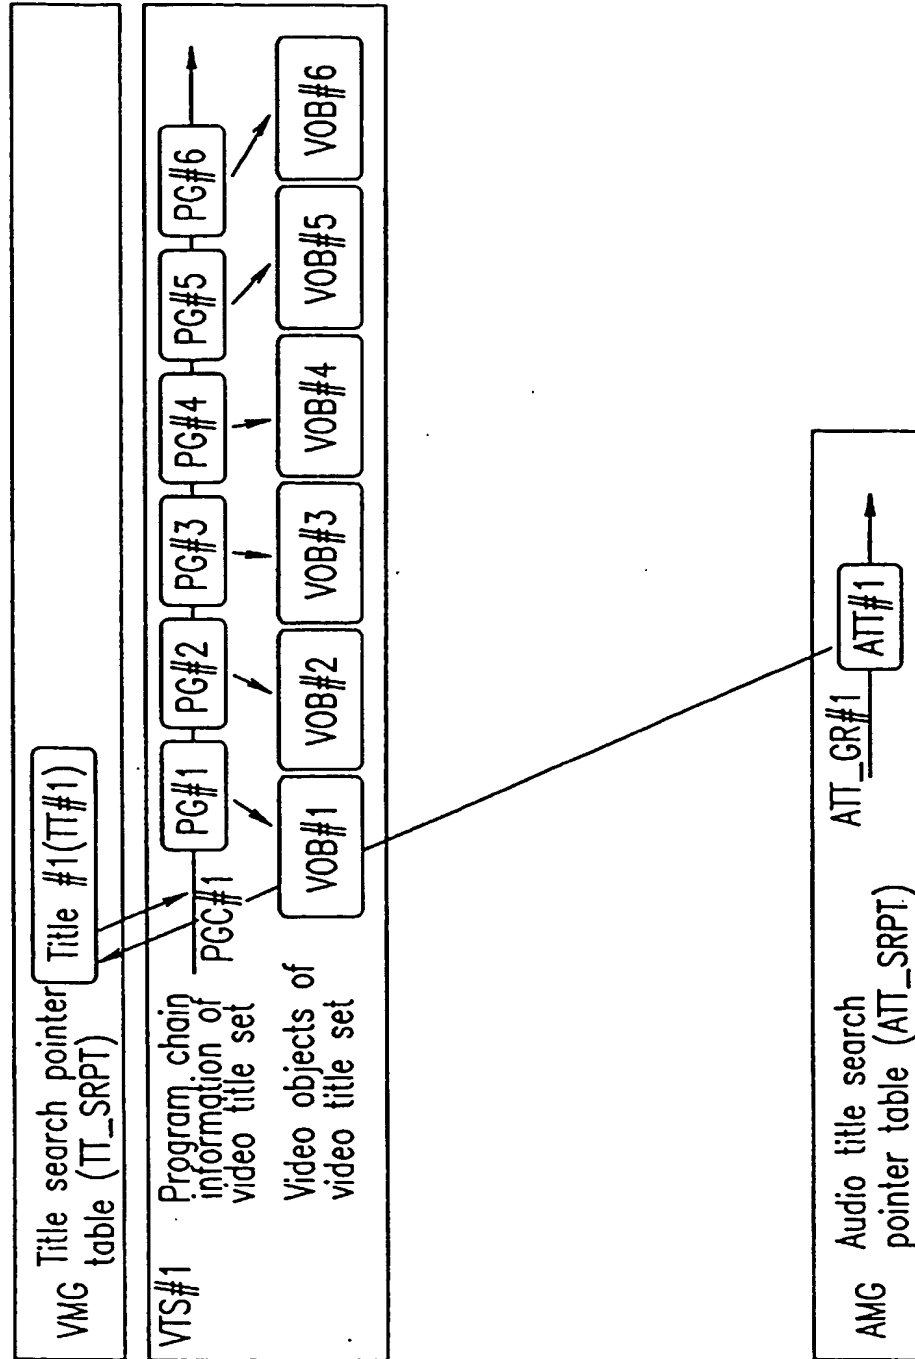 VMG
Title search pointer
table (TT_SRPT)
Title #1(TT#1)
VTS#1
Program chain
information of
video title set
PGC#1
PG#1
PG#2
PG#3
PG#4
PG#5
PG#6
Video objects of
video title set
VOB#1
VOB#2
VOB#3
VOB#4
VOB#5
VOB#6
AMG
Audio title search
pointer table (ATT_SRPT)
ATT_GR#1
ATT#1